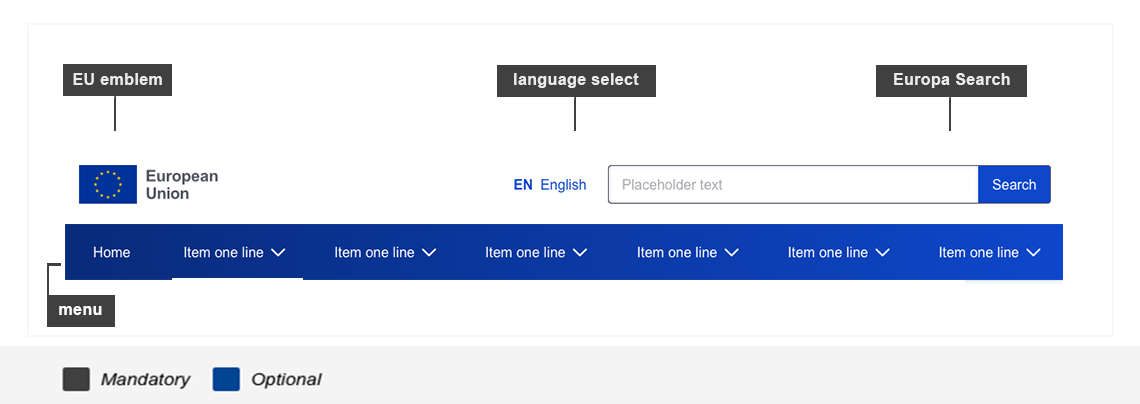 EU emblem
language select
Europa Search
European
Union
EN English
Placeholder text
Search
Home
Item one line
Item one line
Item one line
Item one line
Item one line
Item one line
menu
Mandatory
Optional